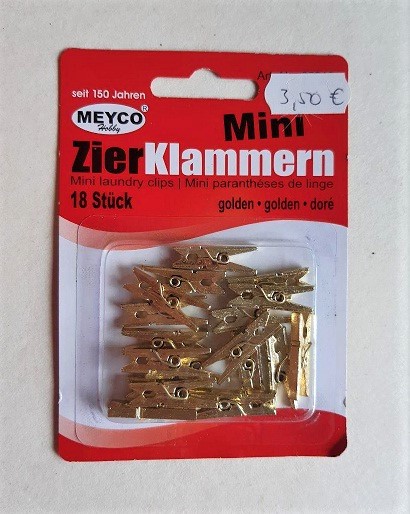 seit 150 Jahren
MEYCO®
Hobby
3,50 €
Mini
ZierKlammern
Mini laundry clips | Mini paranthèses de linge
18 Stück
golden • golden • doré